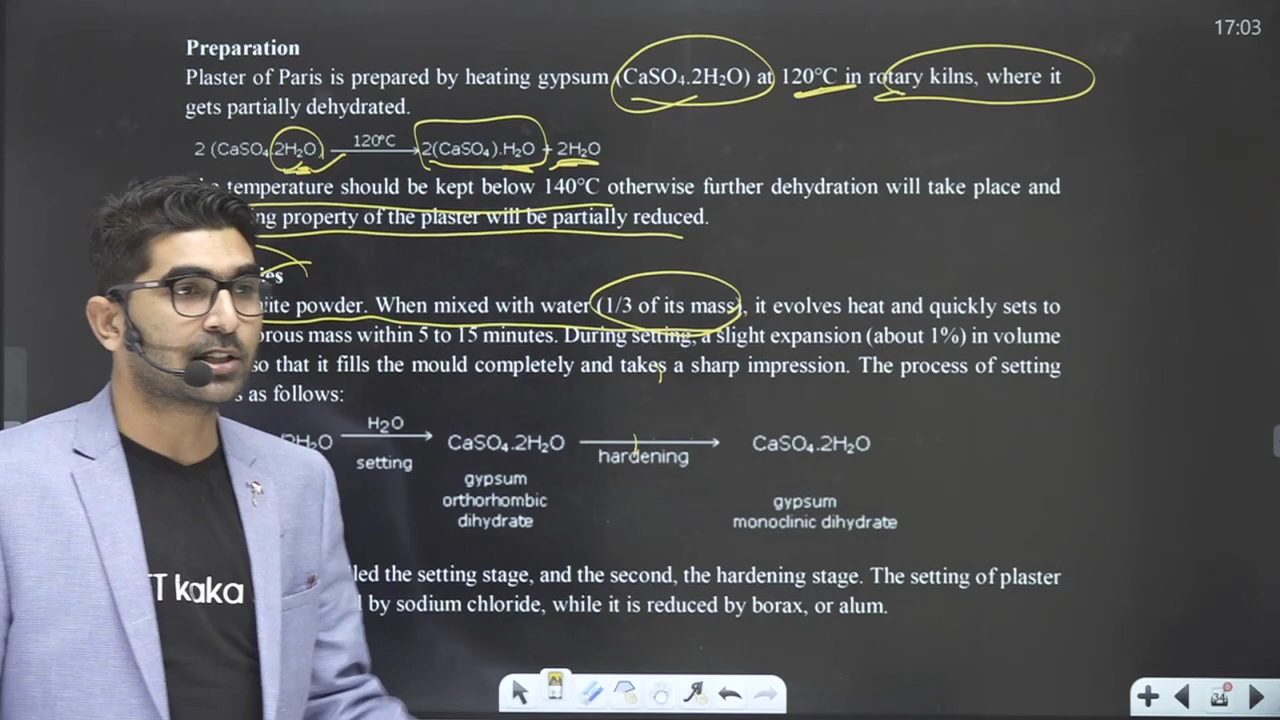 17:03
Preparation
Plaster of Paris is prepared by heating gypsum (CaSO₄.2H₂O) at 120°C in rotary kilns, where it
gets partially dehydrated.
2 (CaSO₄.2H₂O) 120°C 2(CaSO₄).H₂O + 2H₂O
temperature should be kept below 140°C otherwise further dehydration will take place and
property of the plaster will be partially reduced.
powder. When mixed with water (1/3 of its mass), it evolves heat and quickly sets to
mass within 5 to 15 minutes. During setting, a slight expansion (about 1%) in volume
so that it fills the mould completely and takes a sharp impression. The process of setting
as follows:
H₂O H₂O CaSO₄.2H₂O CaSO₄.2H₂O
setting hardening
gypsum gypsum
orthorhombic monoclinic dihydrate
dihydrate
the setting stage, and the second, the hardening stage. The setting of plaster
by sodium chloride, while it is reduced by borax, or alum.
kaka
34